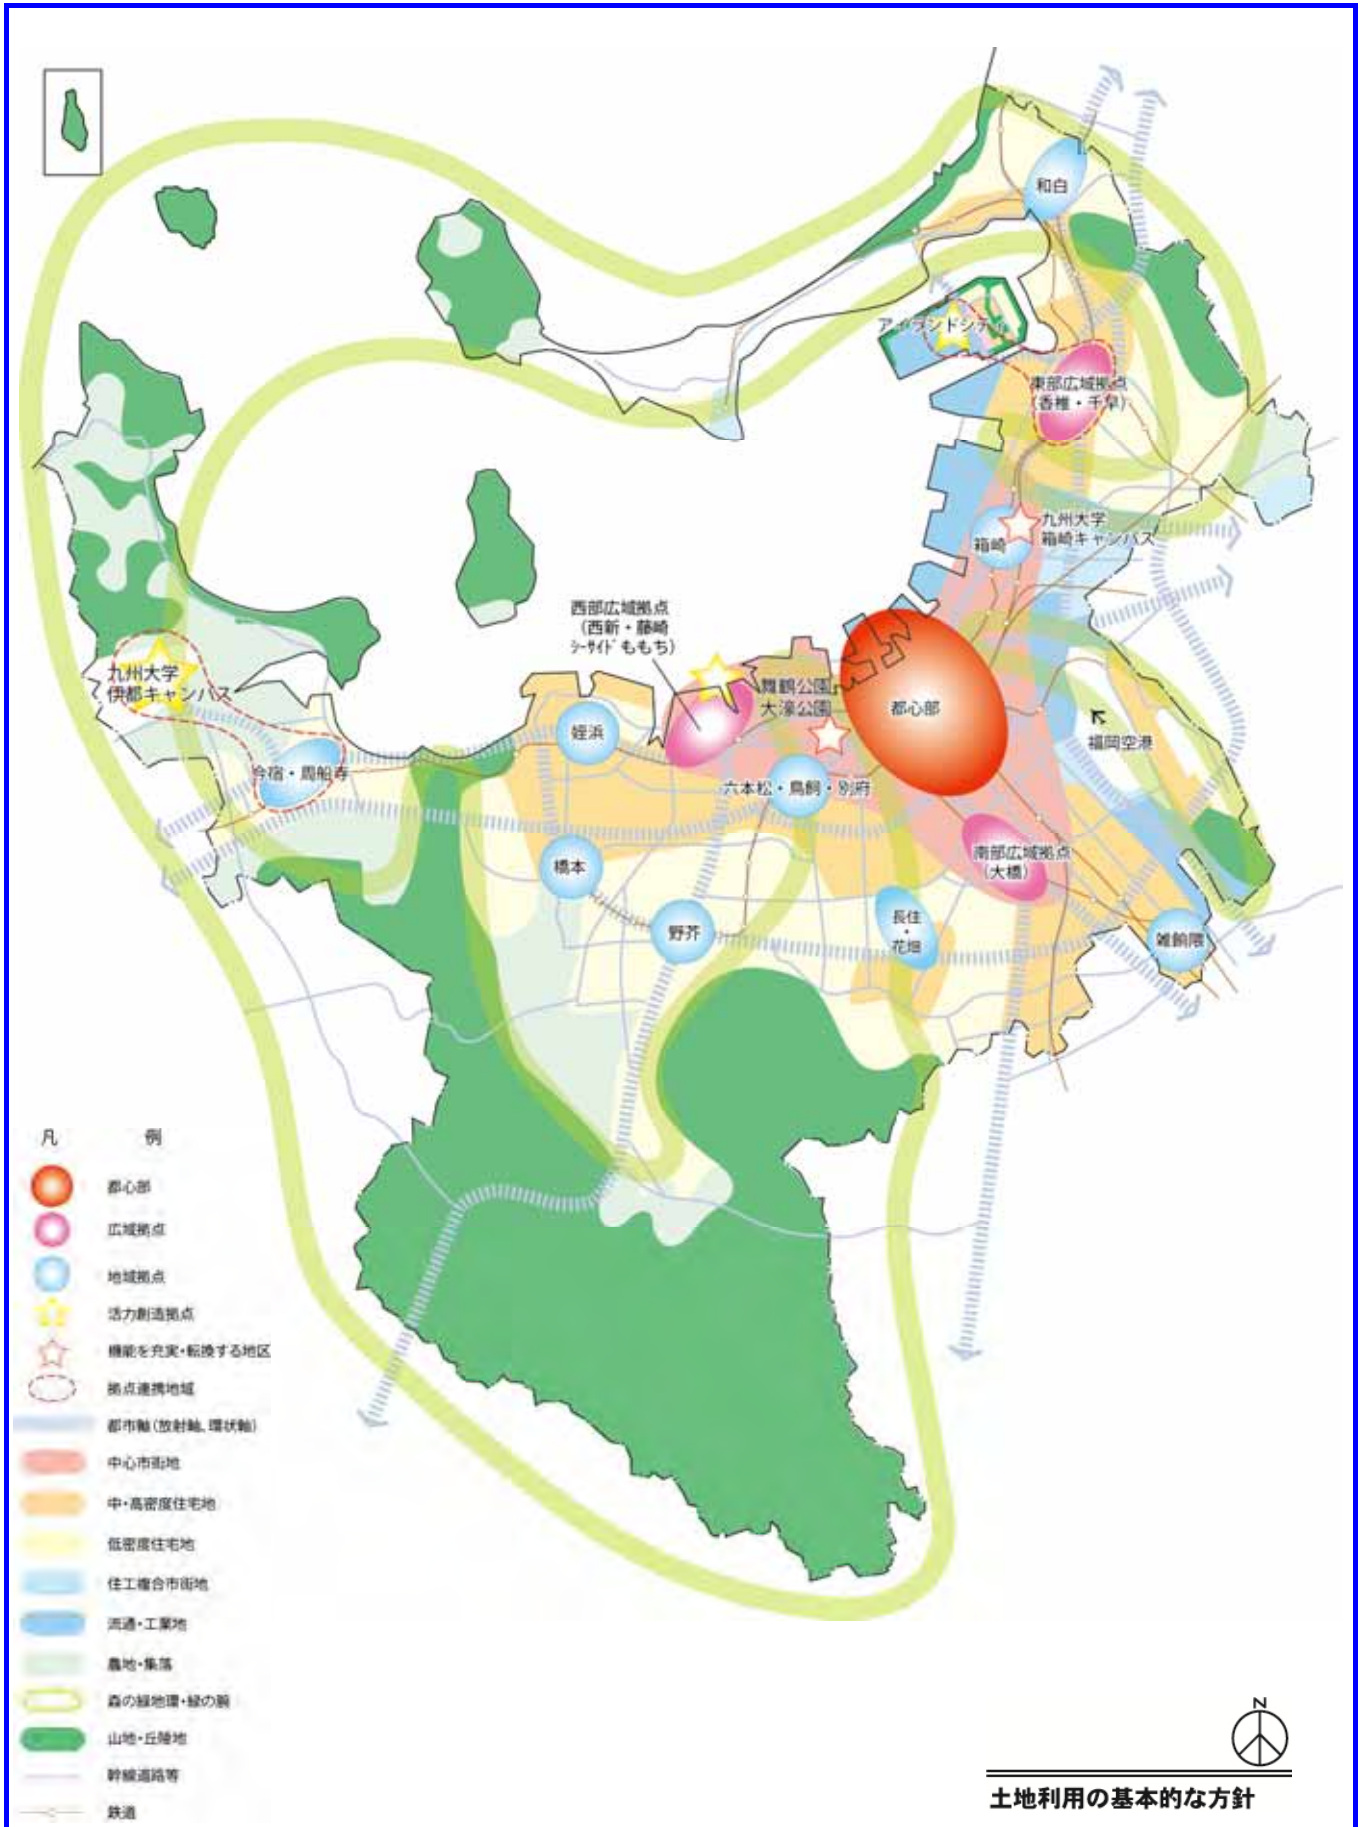 和白
アイランドシティ
東部広域拠点
(香椎・千早)
九州大学
箱崎キャンパス
箱崎
西部広域拠点
(西新・藤崎
シーサイドももち)
九州大学
伊都キャンパス
舞鶴公園
大濠公園
都心部
姪浜
福岡空港
今宿・周船寺
六本松・鳥飼・別府
橋本
南部広域拠点
(大橋)
長住
・
花畑
野芥
雑餉隈
凡 例
都心部
広域拠点
地域拠点
活力創造拠点
機能を充実・転換する地区
拠点連携地域
都市軸(放射軸、環状軸)
中心市街地
中・高密度住宅地
低密度住宅地
住工複合市街地
流通・工業地
農地・集落
森の緑地環・緑の腕
山地・丘陵地
幹線道路等
鉄道
N
土地利用の基本的な方針